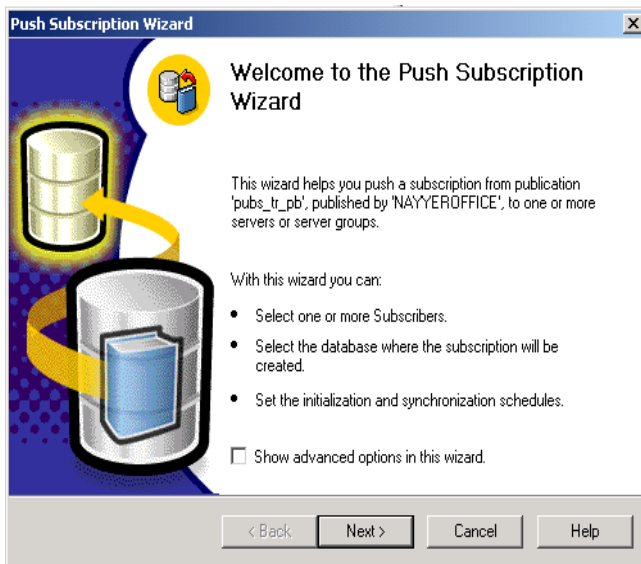 Push Subscription Wizard
Welcome to the Push Subscription
Wizard
This wizard helps you push a subscription from publication
'pubs_tr_pb', published by 'NAYYEROFFICE', to one or more
servers or server groups.
With this wizard you can:
• Select one or more Subscribers.
• Select the database where the subscription will be
created.
• Set the initialization and synchronization schedules.
Show advanced options in this wizard.
< Back Next > Cancel Help